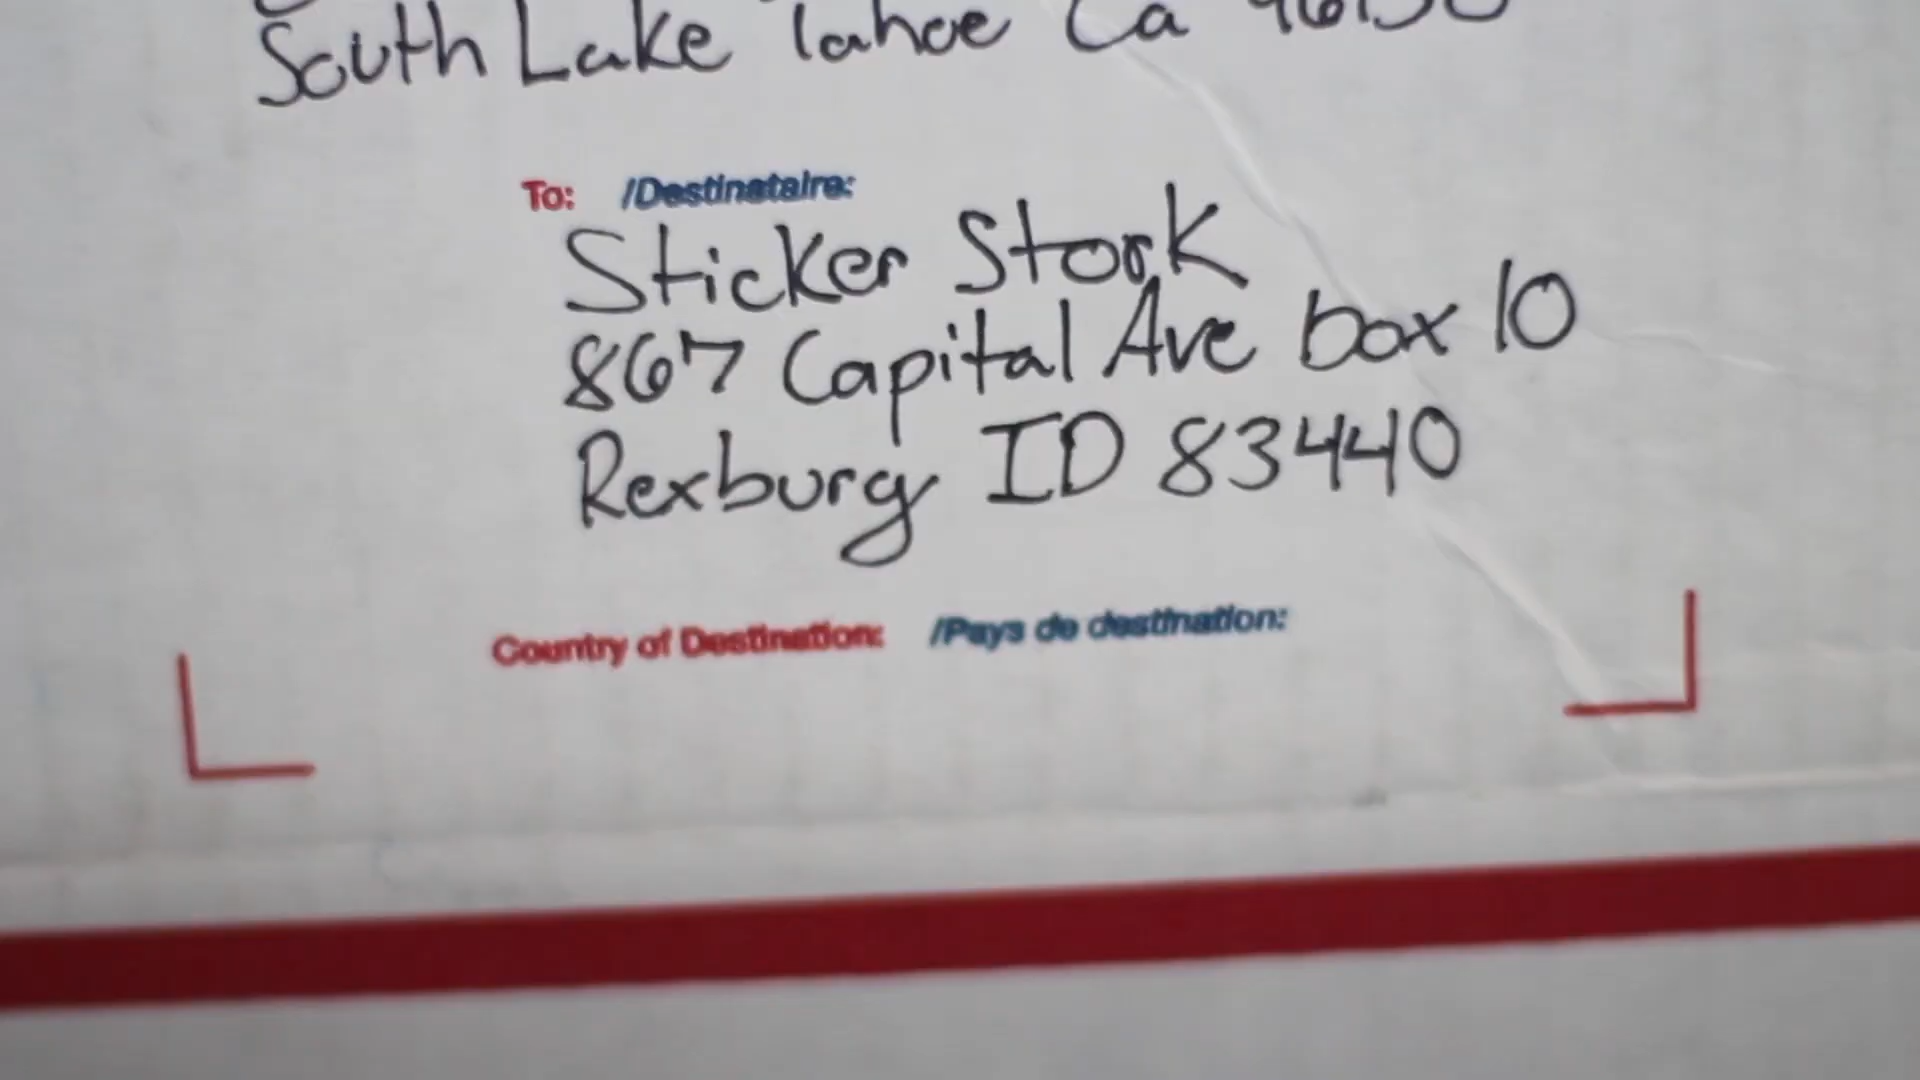 South Lake Tahoe Ca 96150
To: /Destinataire:
Sticker Stork
867 Capital Ave box 10
Rexburg ID 83440
Country of Destination: /Pays de destination: